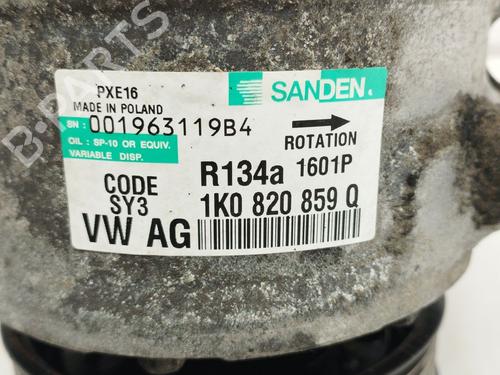 PXE16
MADE IN POLAND
SANDEN
SN: 001963119B4
ROTATION
OIL : SP-10 OR EQUIV.
VARIABLE DISP.
R134a 1601P
CODE
SY3
1K0 820 859 Q
VW AG
B-PARTS